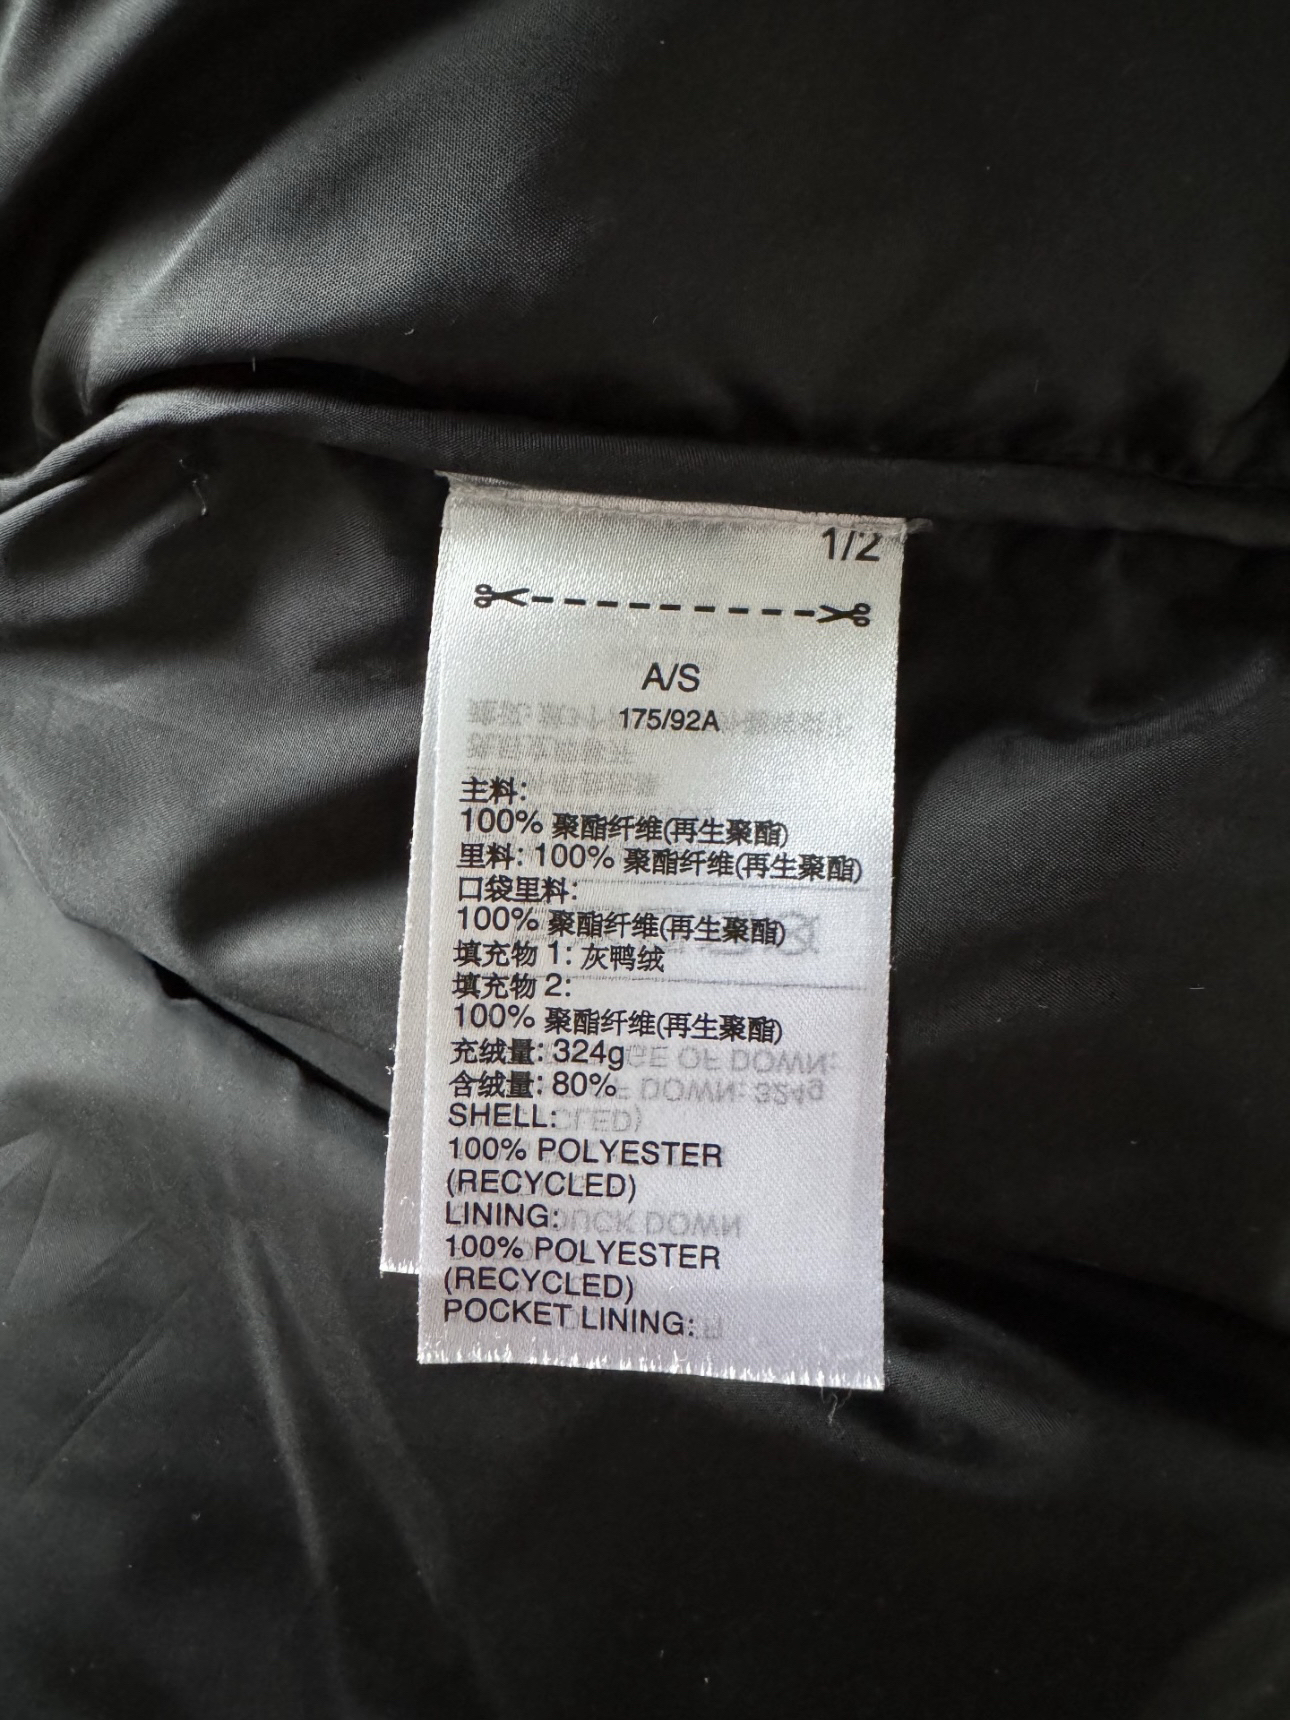 1/2
A/S
175/92A
主料:
100% 聚酯纤维(再生聚酯)
里料: 100% 聚酯纤维(再生聚酯)
口袋里料:
100% 聚酯纤维(再生聚酯)
填充物 1: 灰鸭绒
填充物 2:
100% 聚酯纤维(再生聚酯)
充绒量: 324g
含绒量: 80%
SHELL:
100% POLYESTER
(RECYCLED)
LINING:
100% POLYESTER
(RECYCLED)
POCKET LINING: